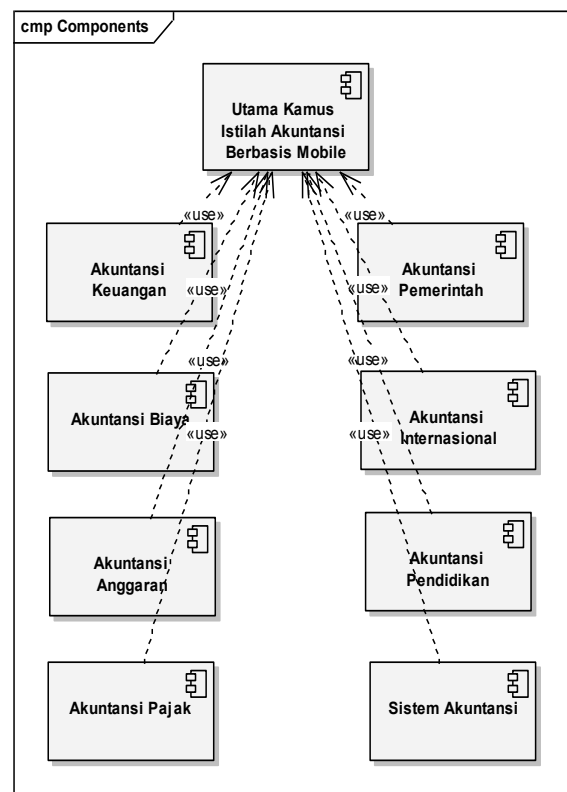 cmp Components
Utama Kamus
Istilah Akuntansi
Berbasis Mobile
«use»
«use»
Akuntansi
Keuangan
Akuntansi
Pemerintah
«use»
«use»
Akuntansi Biaya
Akuntansi
Internasional
«use»
«use»
«use»
«use»
Akuntansi
Anggaran
Akuntansi
Pendidikan
Akuntansi Pajak
Sistem Akuntansi